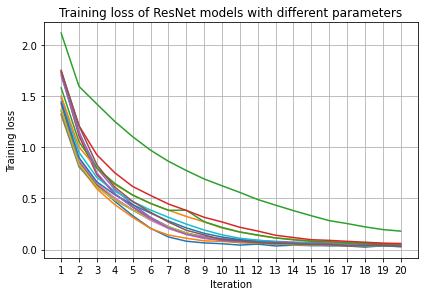 Training loss of ResNet models with different parameters
Training loss
2.0
1.5
1.0
0.5
0.0
1 2 3 4 5 6 7 8 9 10 11 12 13 14 15 16 17 18 19 20
Iteration